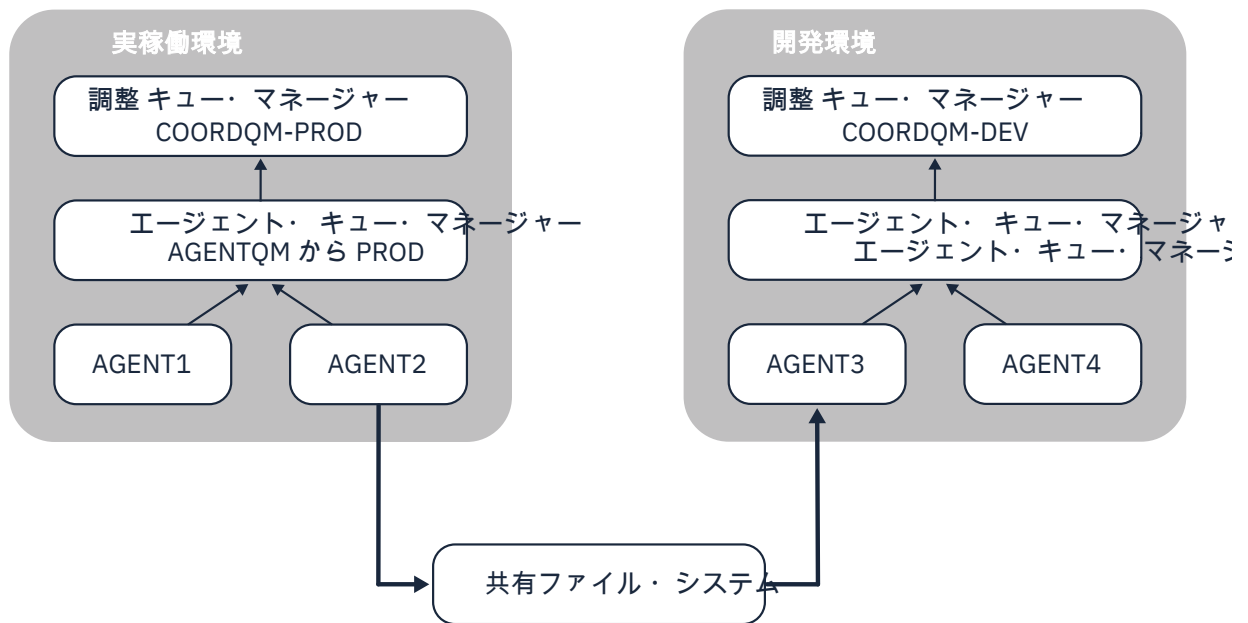 実稼働環境
調整 キュー・ マネージャー
COORDQM-PROD
エージェント・ キュー・ マネージャー
AGENTQM から PROD
AGENT1
AGENT2
開発環境
調整 キュー・ マネージャー
COORDQM-DEV
エージェント・ キュー・ マネージャ
エージェント・キュー・ マネージ
AGENT3
AGENT4
共有ファイル・ システム